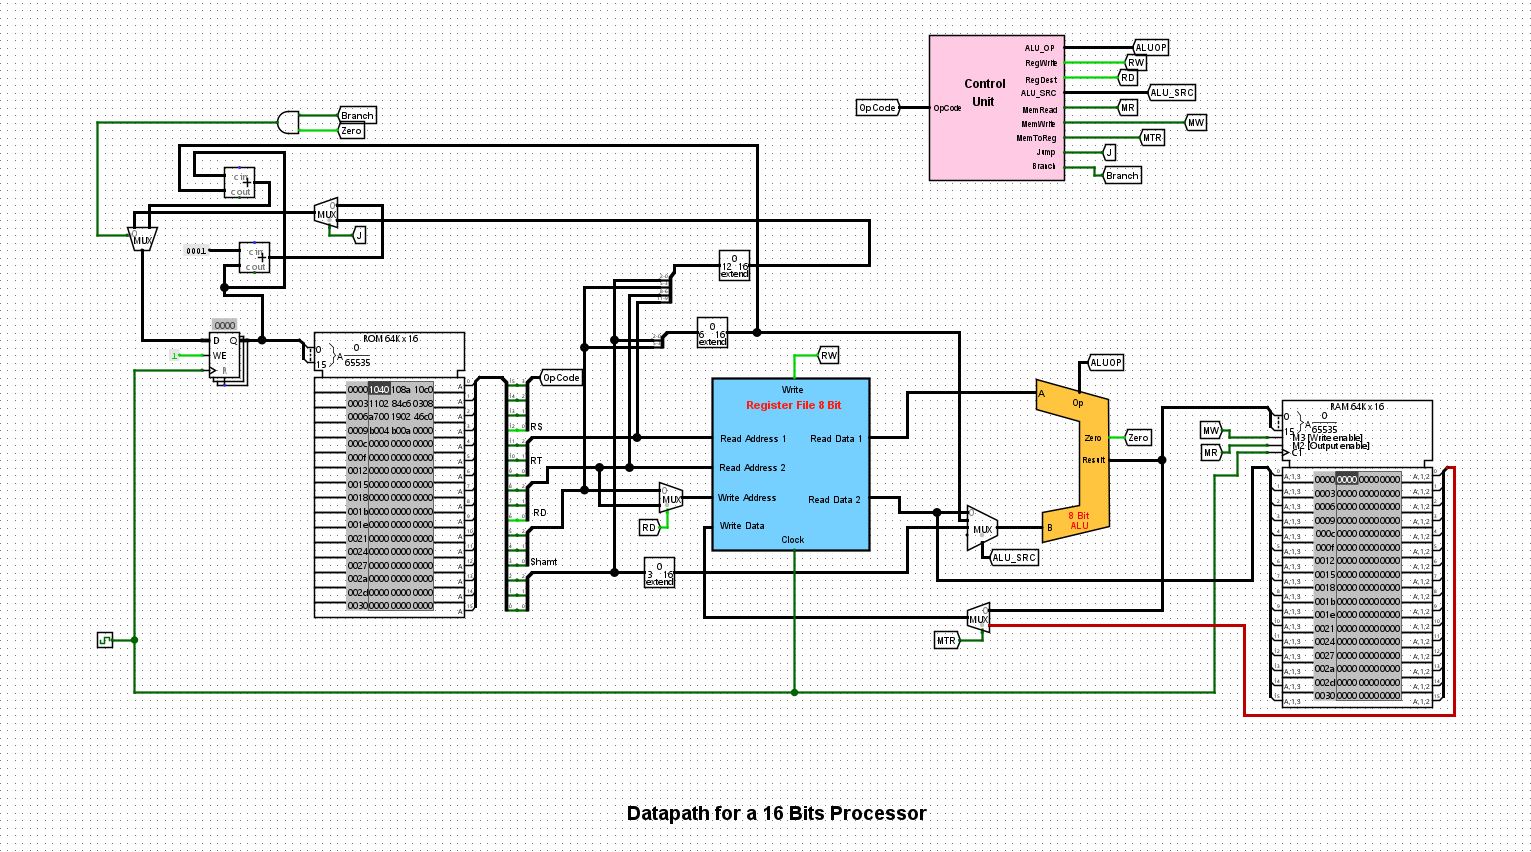 ALU_OP
ALUOP
RegWrite
RW
RegDest
RD
ALU_SRC
ALU_SRC
MemRead
MR
MemWrite
MW
MemToReg
MTR
Jump
J
Branch
Branch
Control
Unit
OpCode
OpCode
Branch
Zero
c in
+
c out
MUX
J
MUX
0001
c in
+
c out
0
12 16
extend
0
6 16
extend
0000
D Q
WE
R
1
ROM 64K x 16
0
15
A
0
65535
0000 1040 108a 10c0
0003 1102 84c6 0308
0006 a700 1902 46c0
0009 b004 b00a 0000
000c 0000 0000 0000
000f 0000 0000 0000
0012 0000 0000 0000
0015 0000 0000 0000
0018 0000 0000 0000
001b 0000 0000 0000
001e 0000 0000 0000
0021 0000 0000 0000
0024 0000 0000 0000
0027 0000 0000 0000
002a 0000 0000 0000
002d 0000 0000 0000
0030 0000 0000 0000
OpCode
RS
RT
RD
Shamt
MUX
RD
0
3 16
extend
RW
Write
Register File 8 Bit
Read Address 1
Read Data 1
Read Address 2
Write Address
Read Data 2
Write Data
Clock
ALUOP
A
Op
Zero
Zero
Result
8 Bit
ALU
B
MUX
ALU_SRC
MUX
MTR
RAM 64K x 16
0
15
A
0
65535
MW
M3 [Write enable]
MR
M2 [Output enable]
C1
0000 0000 0000 0000
0003 0000 0000 0000
0006 0000 0000 0000
0009 0000 0000 0000
000c 0000 0000 0000
000f 0000 0000 0000
0012 0000 0000 0000
0015 0000 0000 0000
0018 0000 0000 0000
001b 0000 0000 0000
001e 0000 0000 0000
0021 0000 0000 0000
0024 0000 0000 0000
0027 0000 0000 0000
002a 0000 0000 0000
002d 0000 0000 0000
0030 0000 0000 0000
A,1,3
A,1,2
Datapath for a 16 Bits Processor